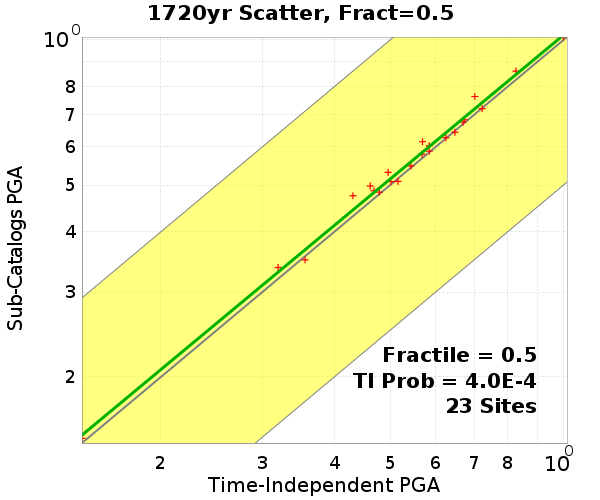 1720yr Scatter, Fract=0.5
10^0
8
7
6
5
4
3
2
Sub-Catalogs PGA
Fractile = 0.5
TI Prob = 4.0E-4
23 Sites
2 3 4 5 6 7 8 10^0
Time-Independent PGA